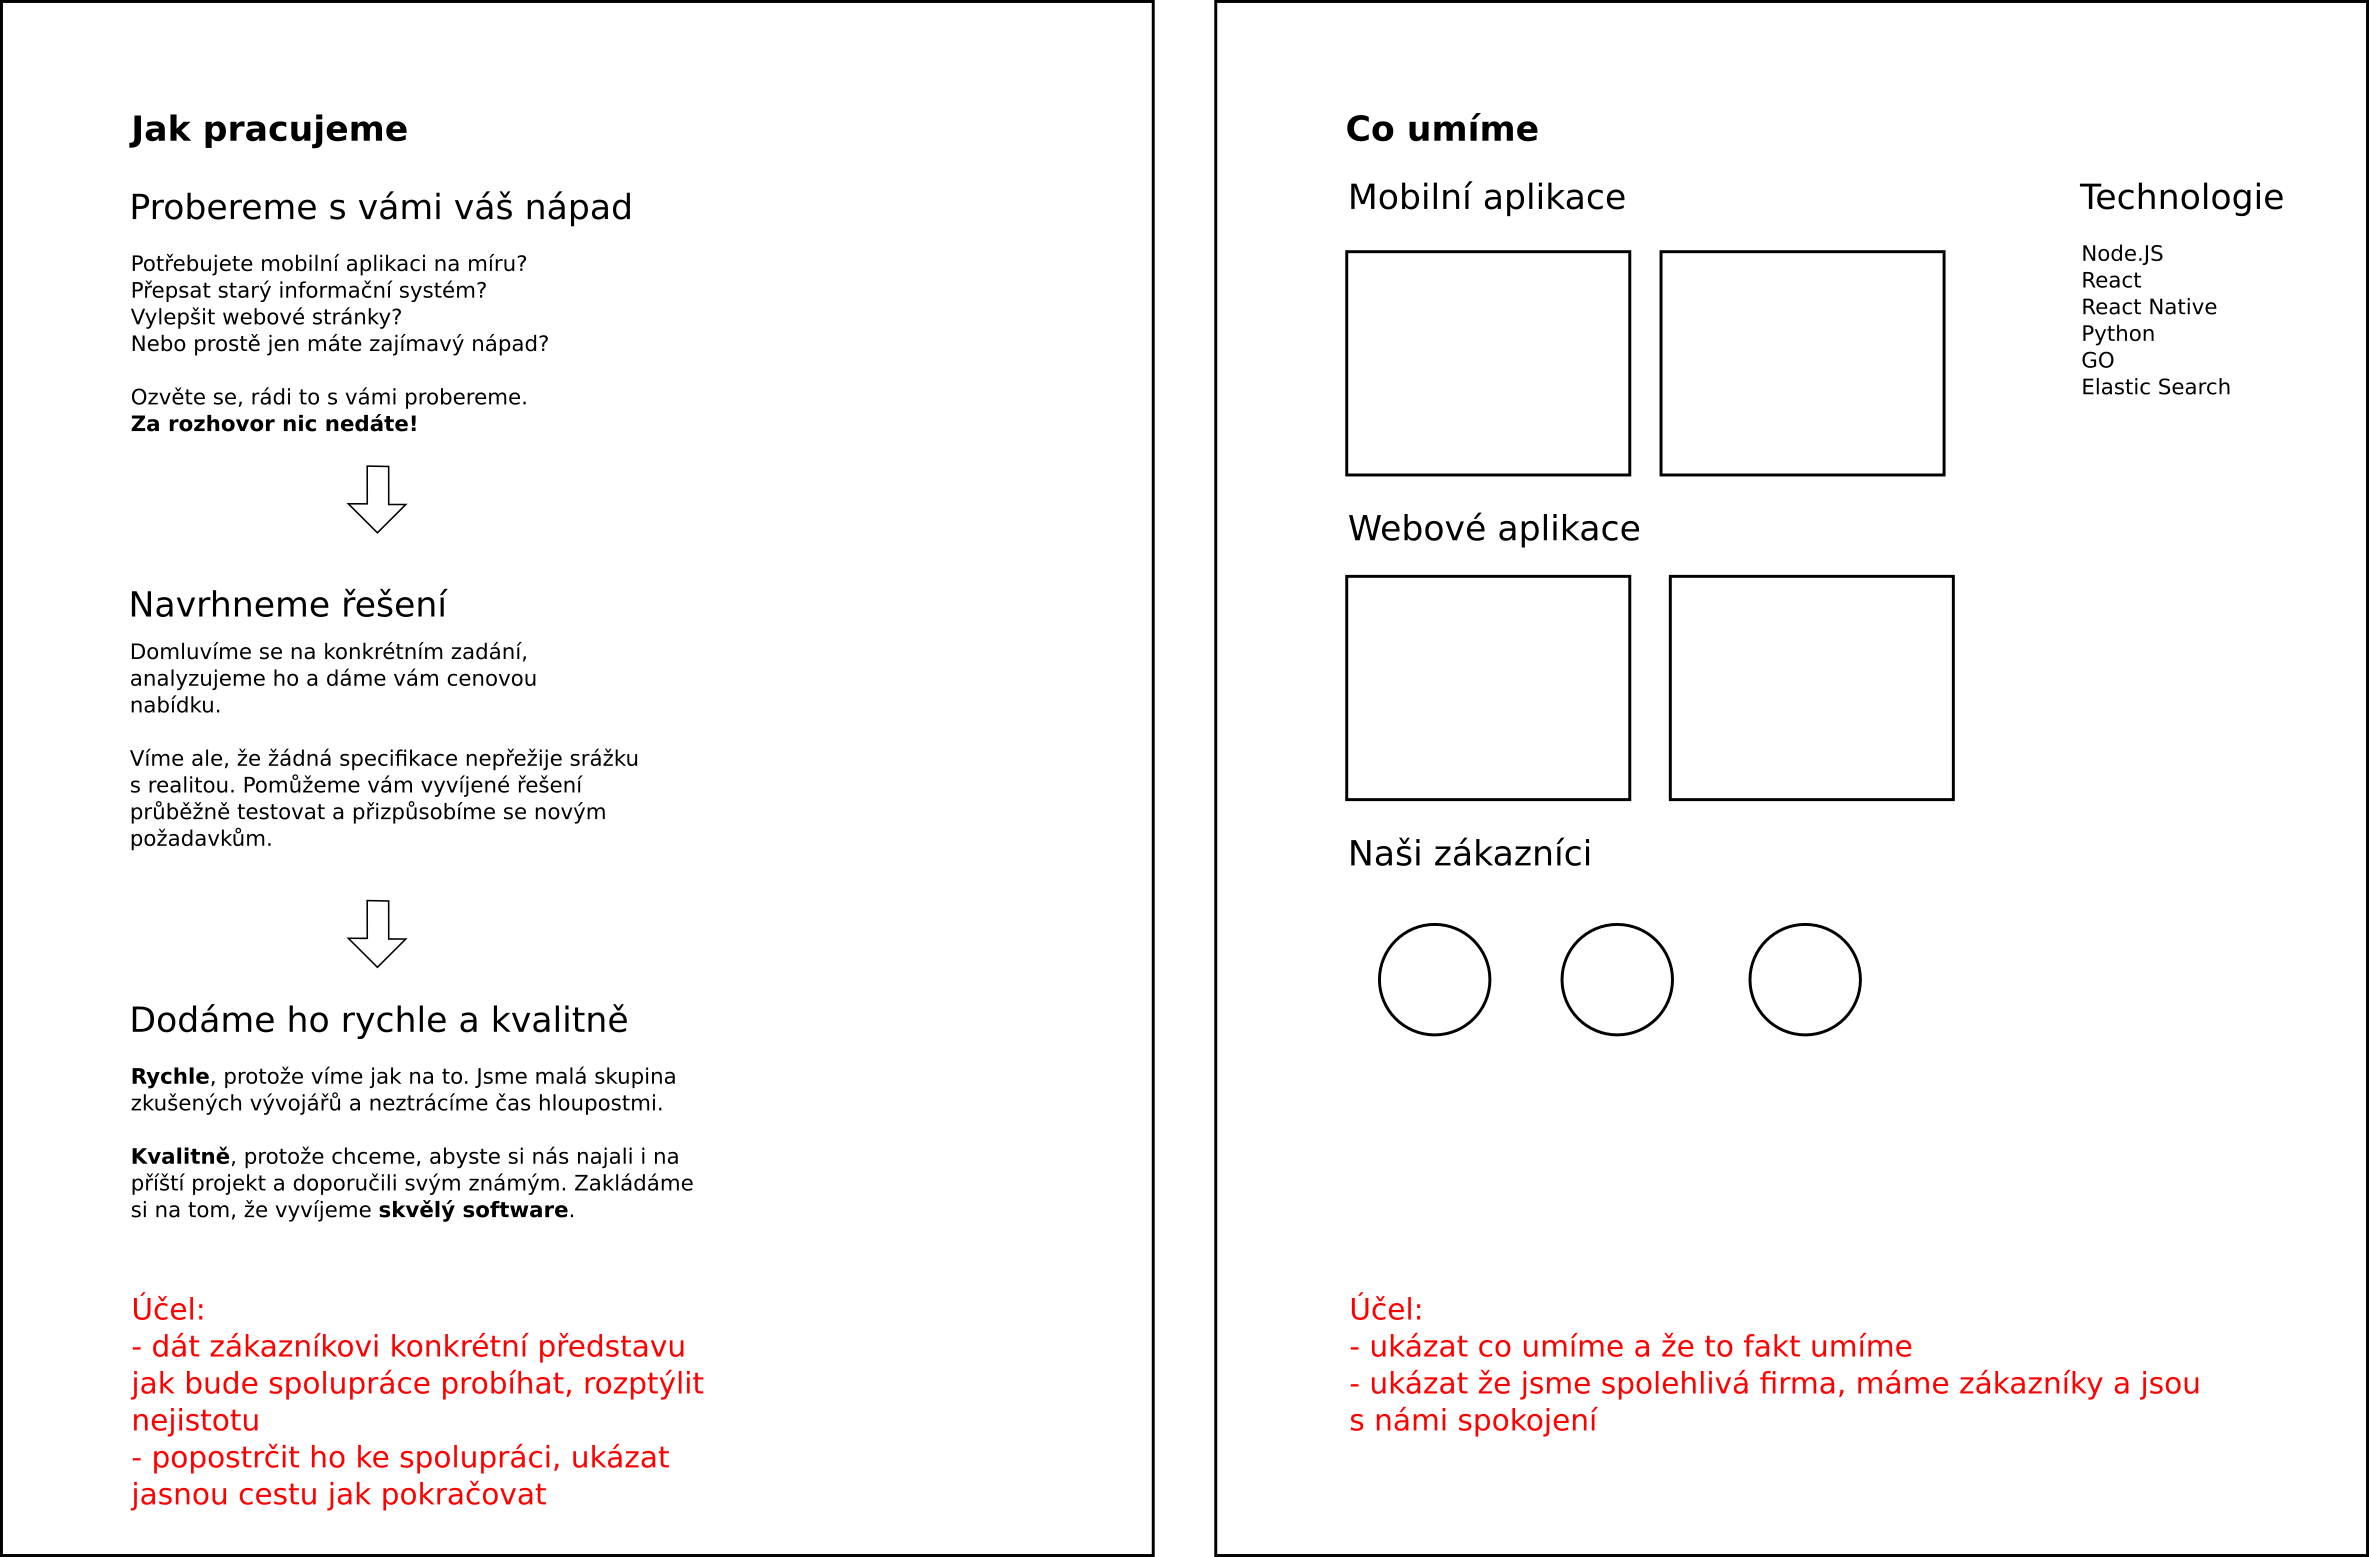 Jak pracujeme
Probereme s vámi váš nápad
Potřebujete mobilní aplikaci na míru?
Přepsat starý informační systém?
Vylepšit webové stránky?
Nebo prostě jen máte zajímavý nápad?
Ozvěte se, rádi to s vámi probereme.
Za rozhovor nic nedáte!
Navrhneme řešení
Domluvíme se na konkrétním zadání,
analyzujeme ho a dáme vám cenovou
nabídku.
Víme ale, že žádná specifikace nepřežije srážku
s realitou. Pomůžeme vám vyvíjené řešení
průběžně testovat a přizpůsobíme se novým
požadavkům.
Dodáme ho rychle a kvalitně
Rychle, protože víme jak na to. Jsme malá skupina
zkušených vývojářů a neztrácíme čas hloupostmi.
Kvalitně, protože chceme, abyste si nás najali i na
příští projekt a doporučili svým známým. Zakládáme
si na tom, že vyvíjeme skvělý software.
Účel:
- dát zákazníkovi konkrétní představu
jak bude spolupráce probíhat, rozptýlit
nejistotu
- popostrčit ho ke spolupráci, ukázat
jasnou cestu jak pokračovat
Co umíme
Mobilní aplikace
Webové aplikace
Naši zákazníci
Technologie
Node.JS
React
React Native
Python
GO
Elastic Search
Účel:
- ukázat co umíme a že to fakt umíme
- ukázat že jsme spolehlivá firma, máme zákazníky a jsou
s námi spokojení